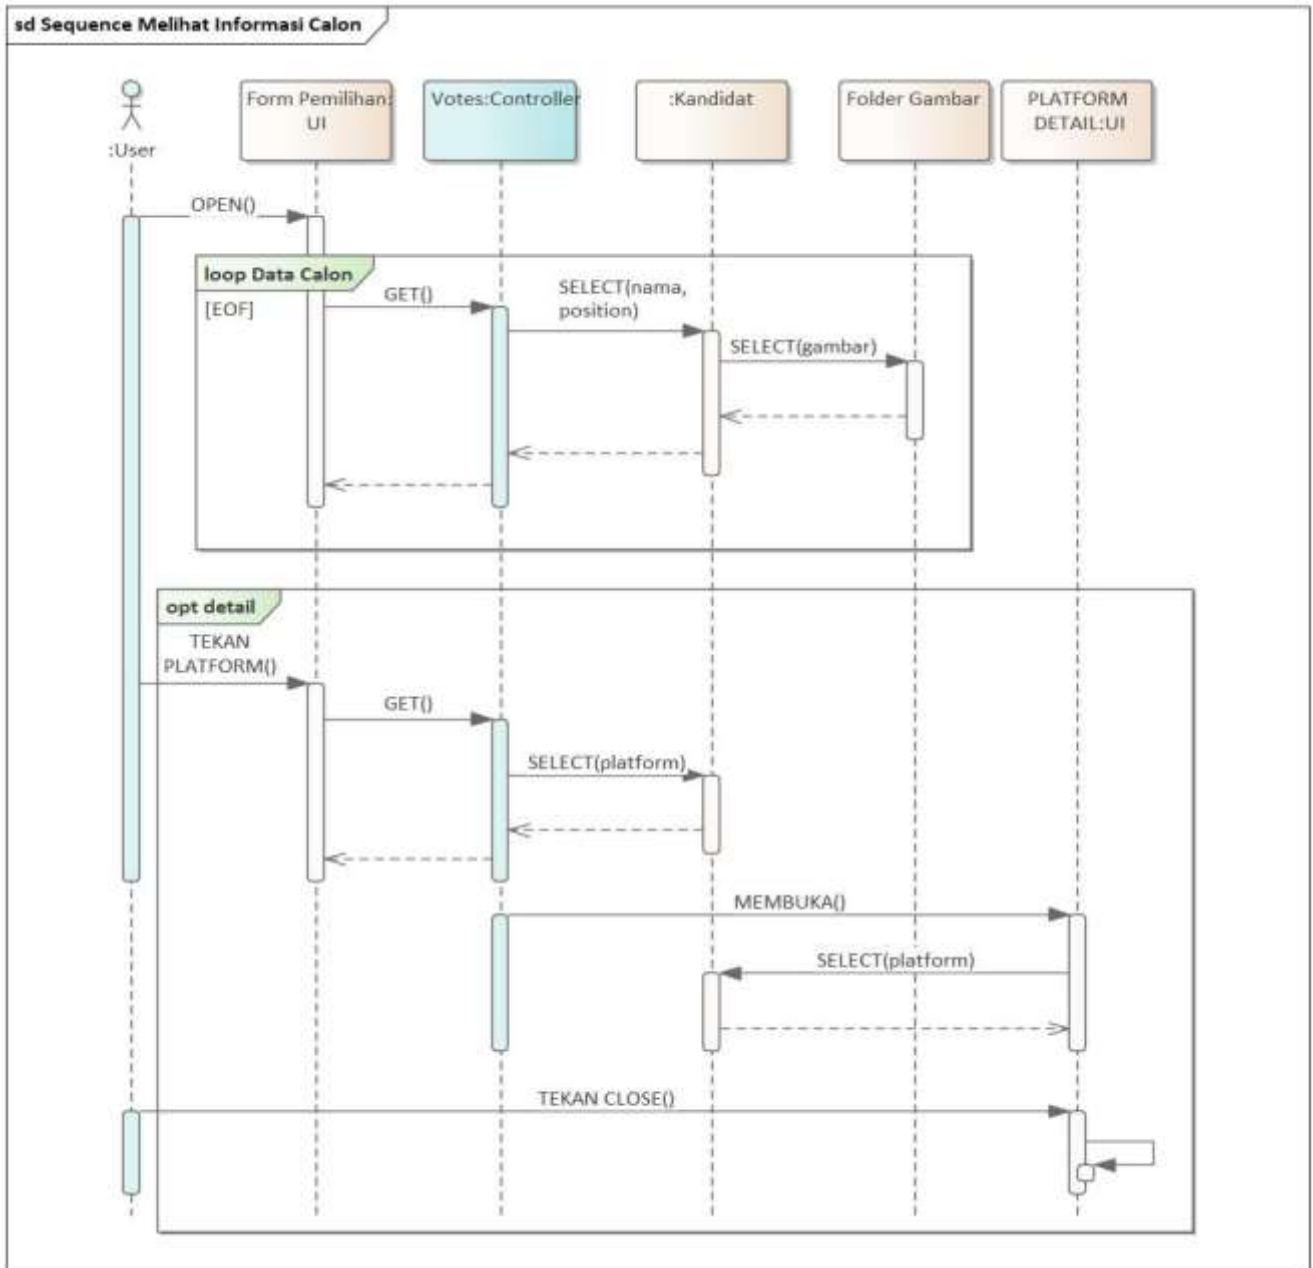 sd Sequence Melihat Informasi Calon
:User
Form Pemilihan:
UI
Votes:Controller
:Kandidat
Folder Gambar
PLATFORM
DETAIL:UI
OPEN()
loop Data Calon
[EOF]
GET()
SELECT(nama,
position)
SELECT(gambar)
opt detail
TEKAN
PLATFORM()
GET()
SELECT(platform)
MEMBUKA()
SELECT(platform)
TEKAN CLOSE()